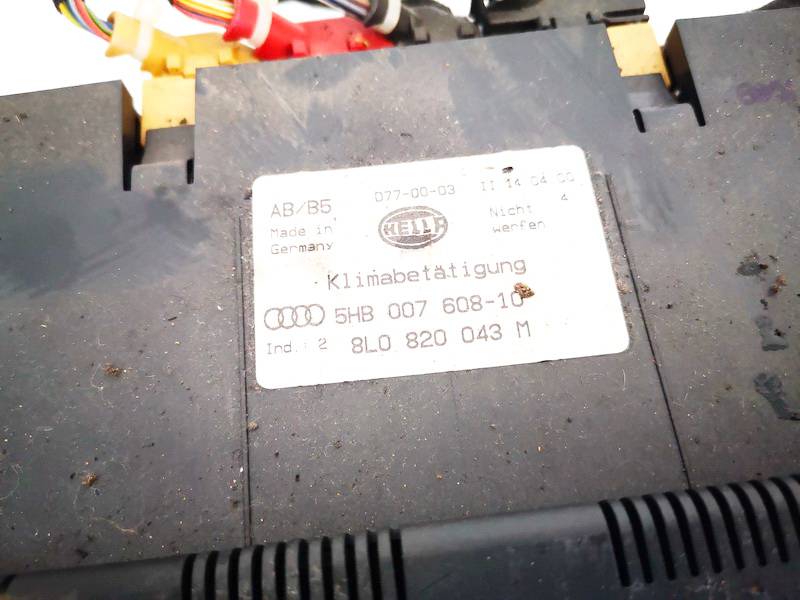 AB/B5 077-00-03 II 14 04 00
Made in Germany HELLA Nicht werfen 4
Klimabetätigung
5HB 007 608-10
Ind.: 2 8L0 820 043 M